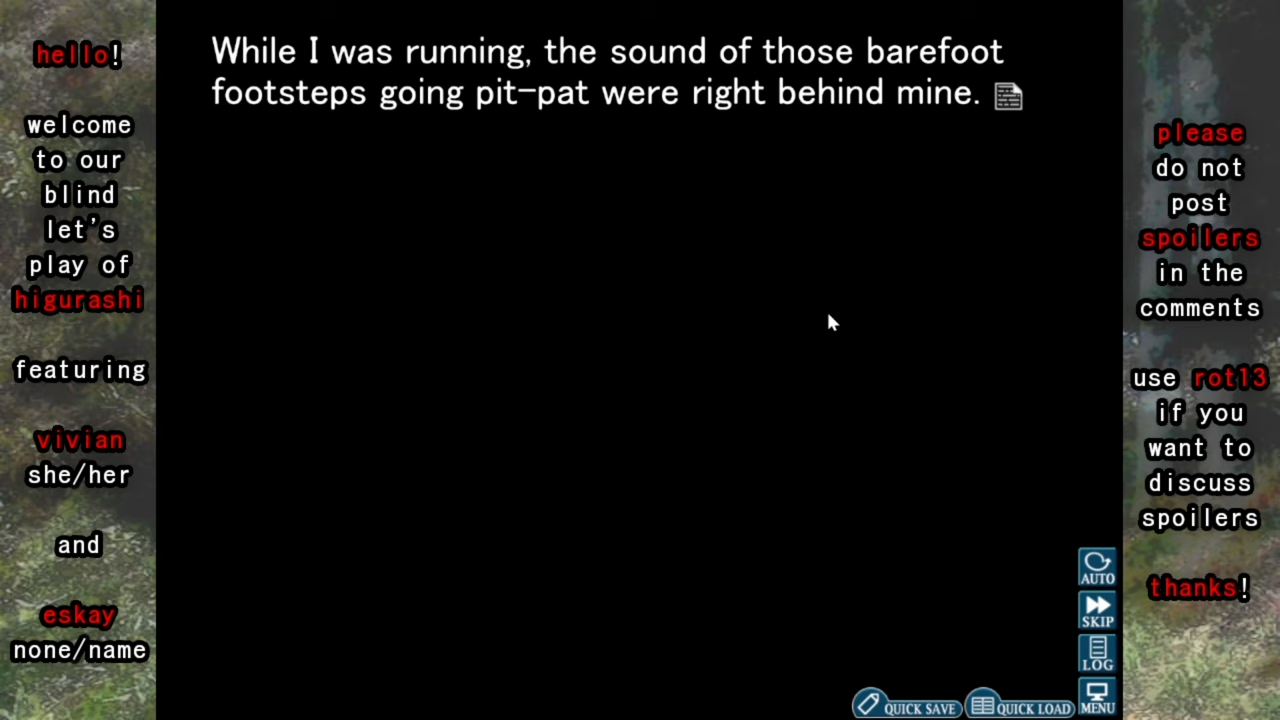 hello!
welcome
to our
blind
let's
play of
higurashi
featuring
vivian
she/her
and
eskay
none/name
While I was running, the sound of those barefoot
footsteps going pit-pat were right behind mine.
AUTO
SKIP
LOG
MENU
QUICK SAVE
QUICK LOAD
please
do not
post
spoilers
in the
comments
use rot13
if you
want to
discuss
spoilers
thanks!